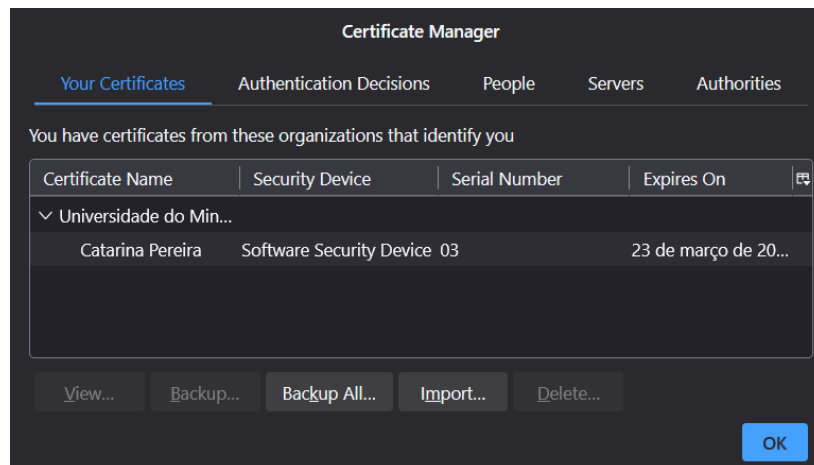 Certificate Manager
Your Certificates Authentication Decisions People Servers Authorities
You have certificates from these organizations that identify you
Certificate Name Security Device Serial Number Expires On
Universidade do Min...
Catarina Pereira Software Security Device 03 23 de março de 20...
View... Backup... Backup All... Import... Delete...
OK